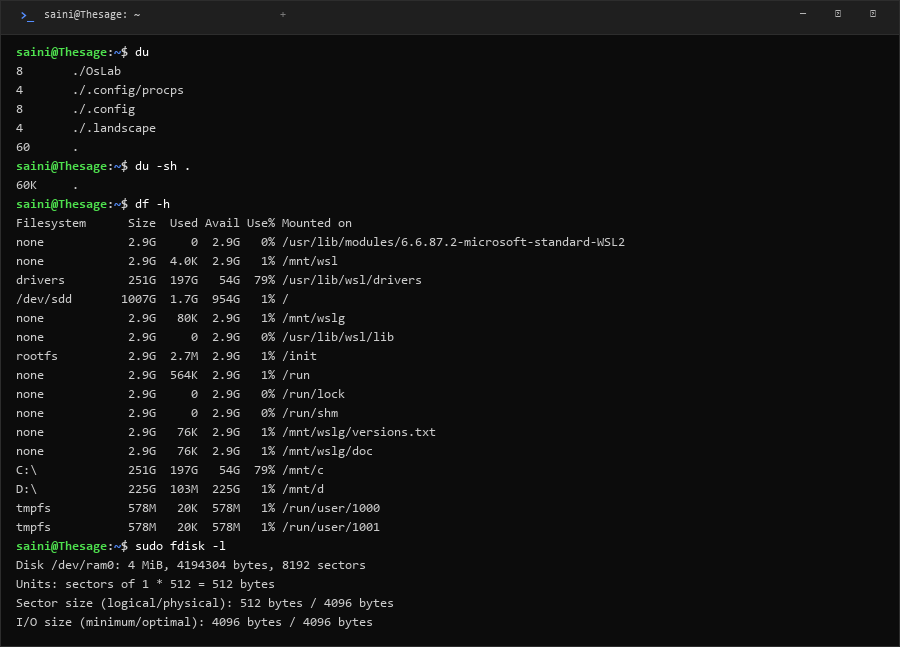 saini@Thesage: ~
saini@Thesage:~$ du
8       ./OsLab
4       ./.config/procps
8       ./.config
4       ./.landscape
60      .
saini@Thesage:~$ du -sh .
60K     .
saini@Thesage:~$ df -h
Filesystem      Size  Used Avail Use% Mounted on
none            2.9G     0  2.9G   0% /usr/lib/modules/6.6.87.2-microsoft-standard-WSL2
none            2.9G  4.0K  2.9G   1% /mnt/wsl
drivers         251G  197G   54G  79% /usr/lib/wsl/drivers
/dev/sdd       1007G  1.7G  954G   1% /
none            2.9G   80K  2.9G   1% /mnt/wslg
none            2.9G     0  2.9G   0% /usr/lib/wsl/lib
rootfs          2.9G  2.7M  2.9G   1% /init
none            2.9G  564K  2.9G   1% /run
none            2.9G     0  2.9G   0% /run/lock
none            2.9G     0  2.9G   0% /run/shm
none            2.9G   76K  2.9G   1% /mnt/wslg/versions.txt
none            2.9G   76K  2.9G   1% /mnt/wslg/doc
C:\             251G  197G   54G  79% /mnt/c
D:\             225G  103M  225G   1% /mnt/d
tmpfs           578M   20K  578M   1% /run/user/1000
tmpfs           578M   20K  578M   1% /run/user/1001
saini@Thesage:~$ sudo fdisk -l
Disk /dev/ram0: 4 MiB, 4194304 bytes, 8192 sectors
Units: sectors of 1 * 512 = 512 bytes
Sector size (logical/physical): 512 bytes / 4096 bytes
I/O size (minimum/optimal): 4096 bytes / 4096 bytes